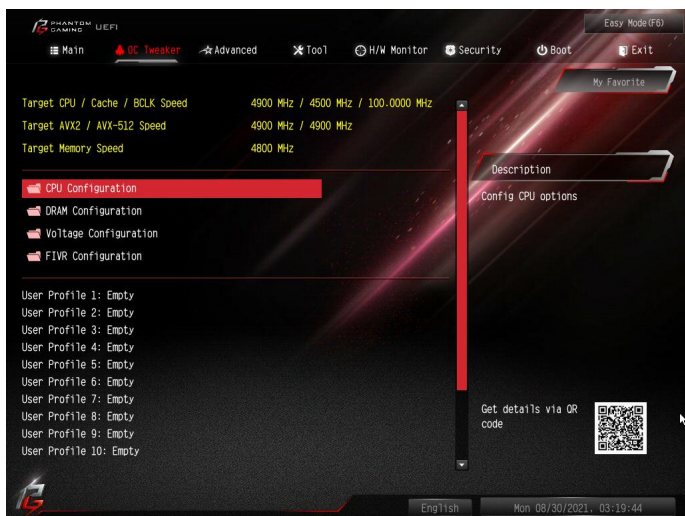 PHANTOM GAMING UEFI
Easy Mode(F6)
Main OC Tweaker Advanced Tool H/W Monitor Security Boot Exit
My Favorite
Target CPU / Cache / BCLK Speed 4900 MHz / 4500 MHz / 100.0000 MHz
Target AVX2 / AVX-512 Speed 4900 MHz / 4900 MHz
Target Memory Speed 4800 MHz
Description
CPU Configuration
Config CPU options
DRAM Configuration
Voltage Configuration
FIVR Configuration
User Profile 1: Empty
User Profile 2: Empty
User Profile 3: Empty
User Profile 4: Empty
User Profile 5: Empty
User Profile 6: Empty
User Profile 7: Empty
User Profile 8: Empty
User Profile 9: Empty
User Profile 10: Empty
Get details via QR
code
English
Mon 08/30/2021, 03:19:44